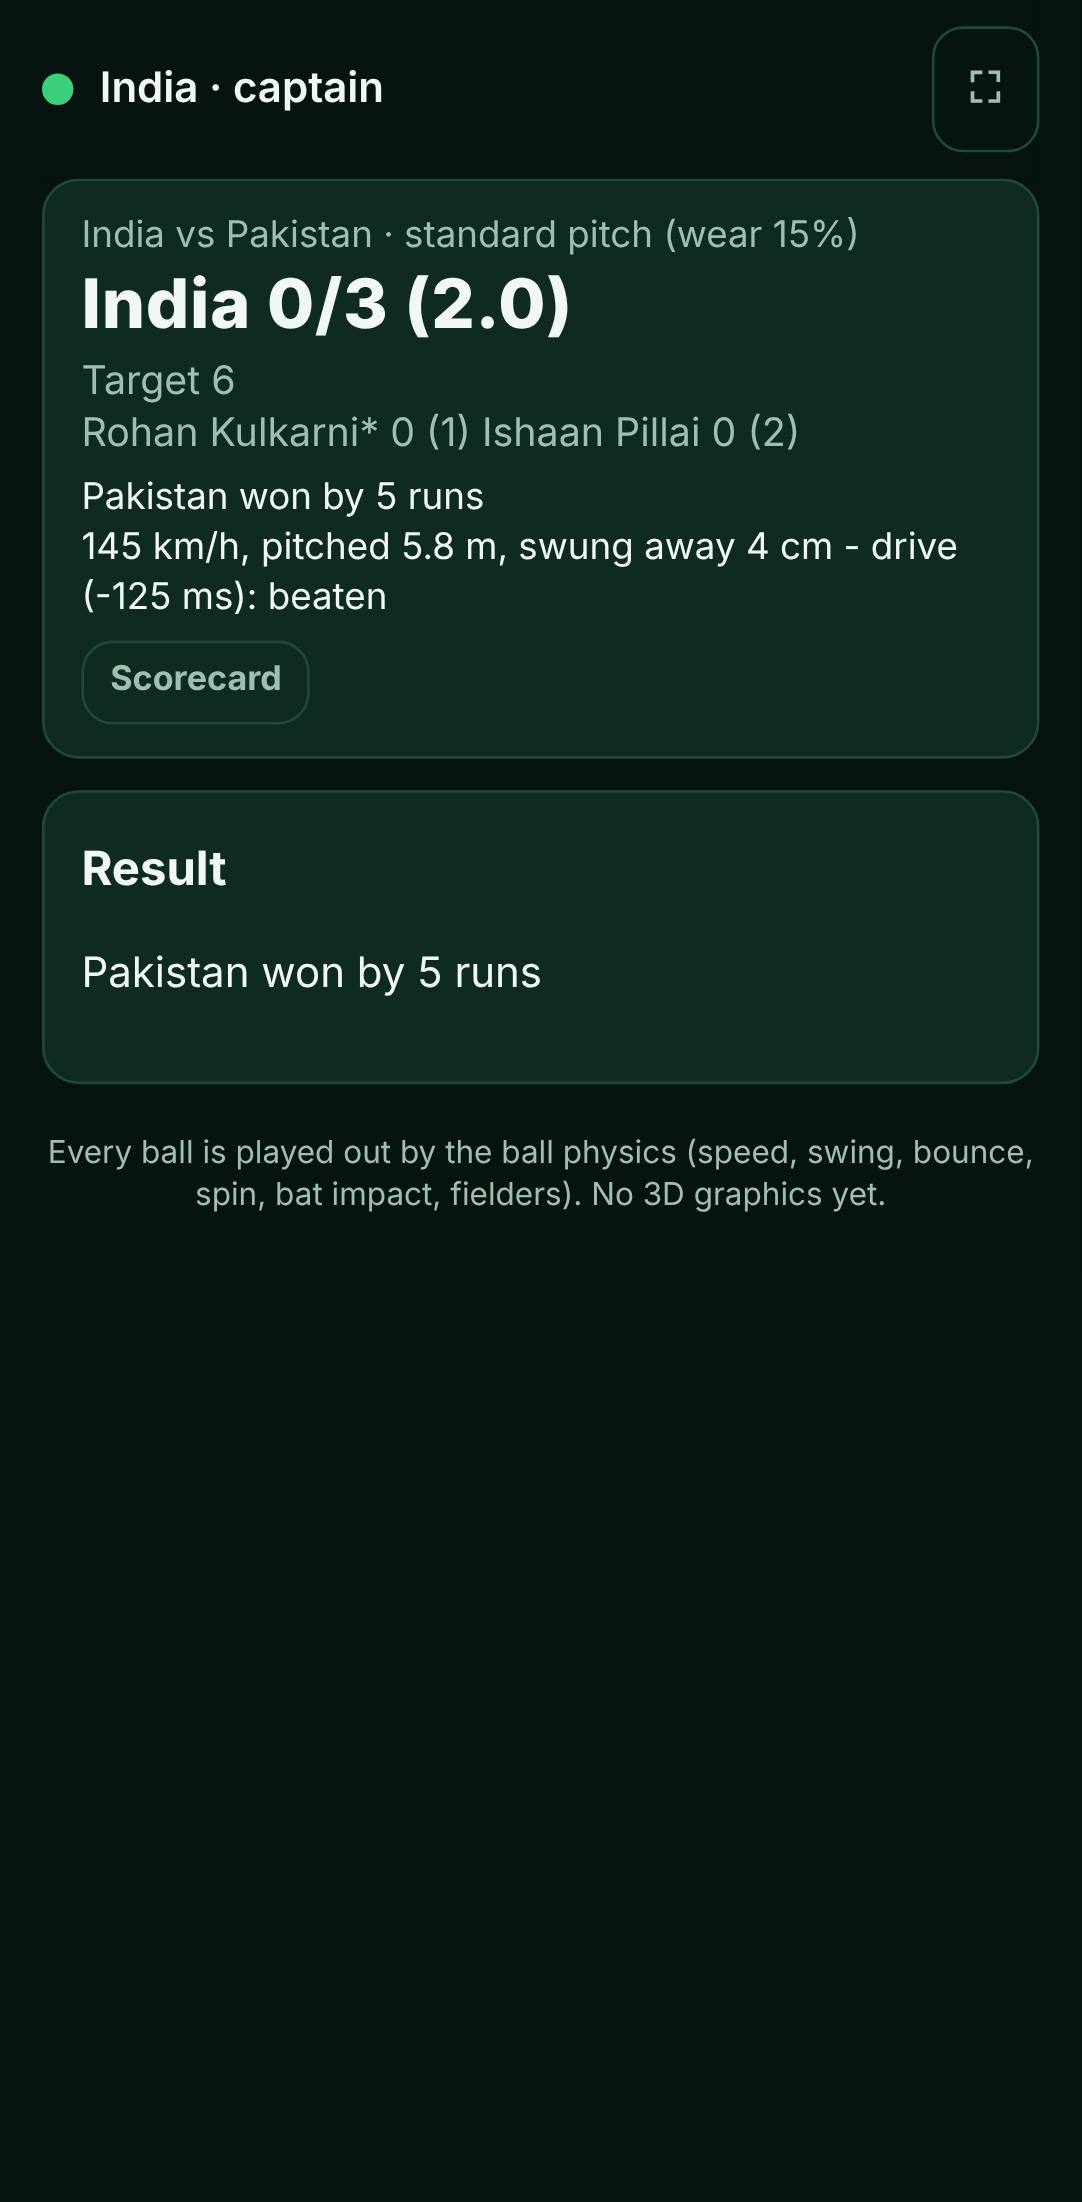 India · captain
India vs Pakistan · standard pitch (wear 15%)
India 0/3 (2.0)
Target 6
Rohan Kulkarni* 0 (1) Ishaan Pillai 0 (2)
Pakistan won by 5 runs
145 km/h, pitched 5.8 m, swung away 4 cm - drive
(-125 ms): beaten
Scorecard
Result
Pakistan won by 5 runs
Every ball is played out by the ball physics (speed, swing, bounce,
spin, bat impact, fielders). No 3D graphics yet.